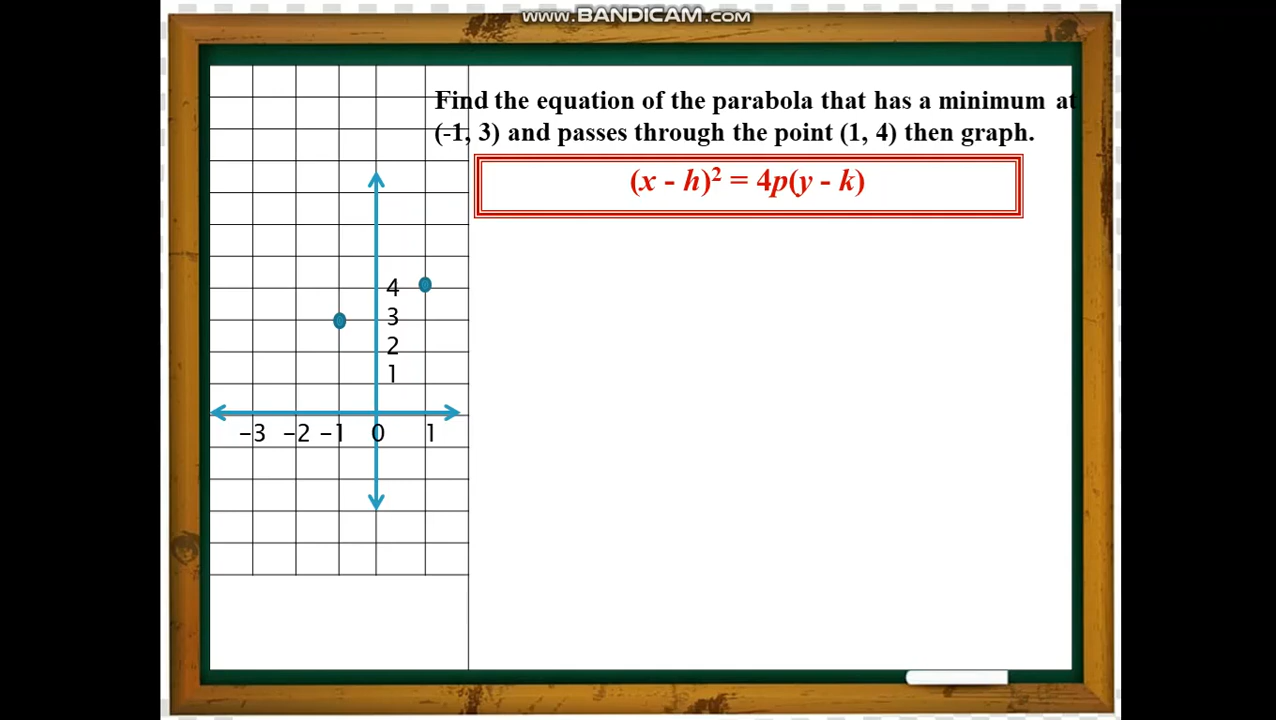 www.BANDICAM.com
Find the equation of the parabola that has a minimum at
(-1, 3) and passes through the point (1, 4) then graph.
(x - h)² = 4p(y - k)
4
3
2
1
-3 -2 -1 0 1